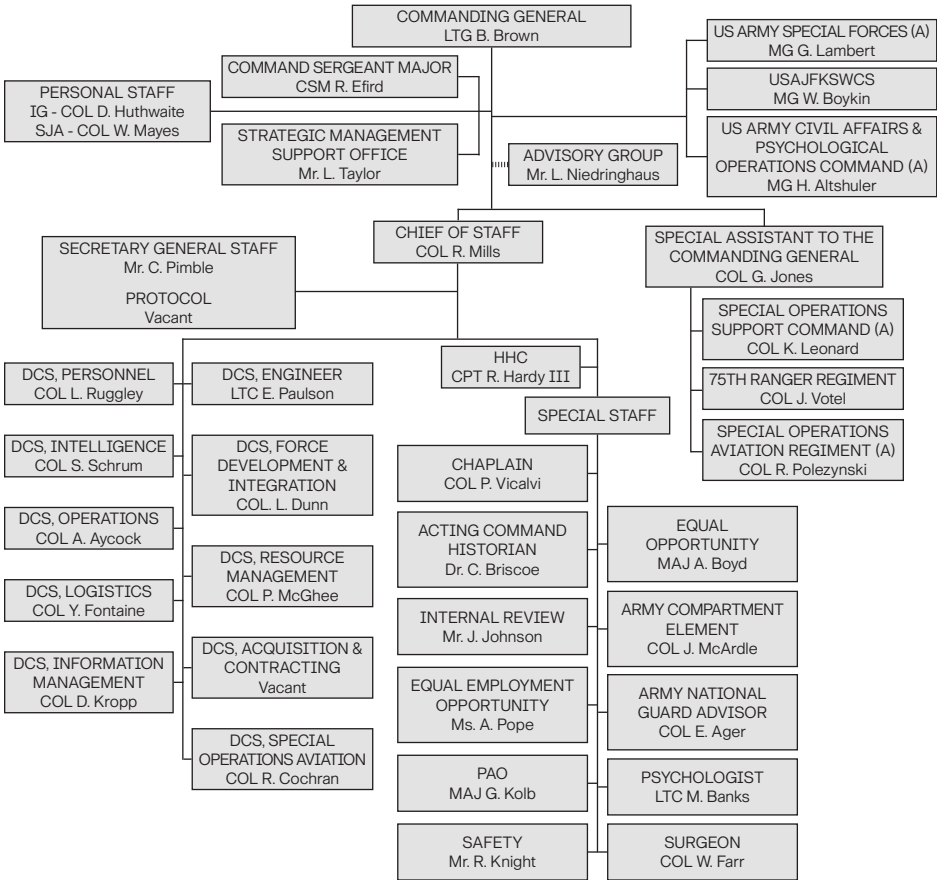 COMMANDING GENERAL
LTG B. Brown
US ARMY SPECIAL FORCES (A)
MG G. Lambert
COMMAND SERGEANT MAJOR
CSM R. Efird
USAJFKSWCS
MG W. Boykin
PERSONAL STAFF
IG - COL D. Huthwaite
SJA - COL W. Mayes
STRATEGIC MANAGEMENT
SUPPORT OFFICE
Mr. L. Taylor
ADVISORY GROUP
Mr. L. Niedringhaus
US ARMY CIVIL AFFAIRS &
PSYCHOLOGICAL
OPERATIONS COMMAND (A)
MG H. Altshuler
CHIEF OF STAFF
COL R. Mills
SPECIAL ASSISTANT TO THE
COMMANDING GENERAL
COL G. Jones
SECRETARY GENERAL STAFF
Mr. C. Pimble
PROTOCOL
Vacant
SPECIAL OPERATIONS
SUPPORT COMMAND (A)
COL K. Leonard
75TH RANGER REGIMENT
COL J. Votel
SPECIAL OPERATIONS
AVIATION REGIMENT (A)
COL R. Polezynski
HHC
CPT R. Hardy III
SPECIAL STAFF
DCS, PERSONNEL
COL L. Ruggley
DCS, ENGINEER
LTC E. Paulson
DCS, INTELLIGENCE
COL S. Schrum
DCS, FORCE
DEVELOPMENT &
INTEGRATION
COL. L. Dunn
DCS, OPERATIONS
COL A. Aycock
DCS, RESOURCE
MANAGEMENT
COL P. McGhee
DCS, LOGISTICS
COL Y. Fontaine
DCS, ACQUISITION &
CONTRACTING
Vacant
DCS, INFORMATION
MANAGEMENT
COL D. Kropp
DCS, SPECIAL
OPERATIONS AVIATION
COL R. Cochran
CHAPLAIN
COL P. Vicalvi
ACTING COMMAND
HISTORIAN
Dr. C. Briscoe
EQUAL
OPPORTUNITY
MAJ A. Boyd
INTERNAL REVIEW
Mr. J. Johnson
ARMY COMPARTMENT
ELEMENT
COL J. McArdle
EQUAL EMPLOYMENT
OPPORTUNITY
Ms. A. Pope
ARMY NATIONAL
GUARD ADVISOR
COL E. Ager
PAO
MAJ G. Kolb
PSYCHOLOGIST
LTC M. Banks
SAFETY
Mr. R. Knight
SURGEON
COL W. Farr